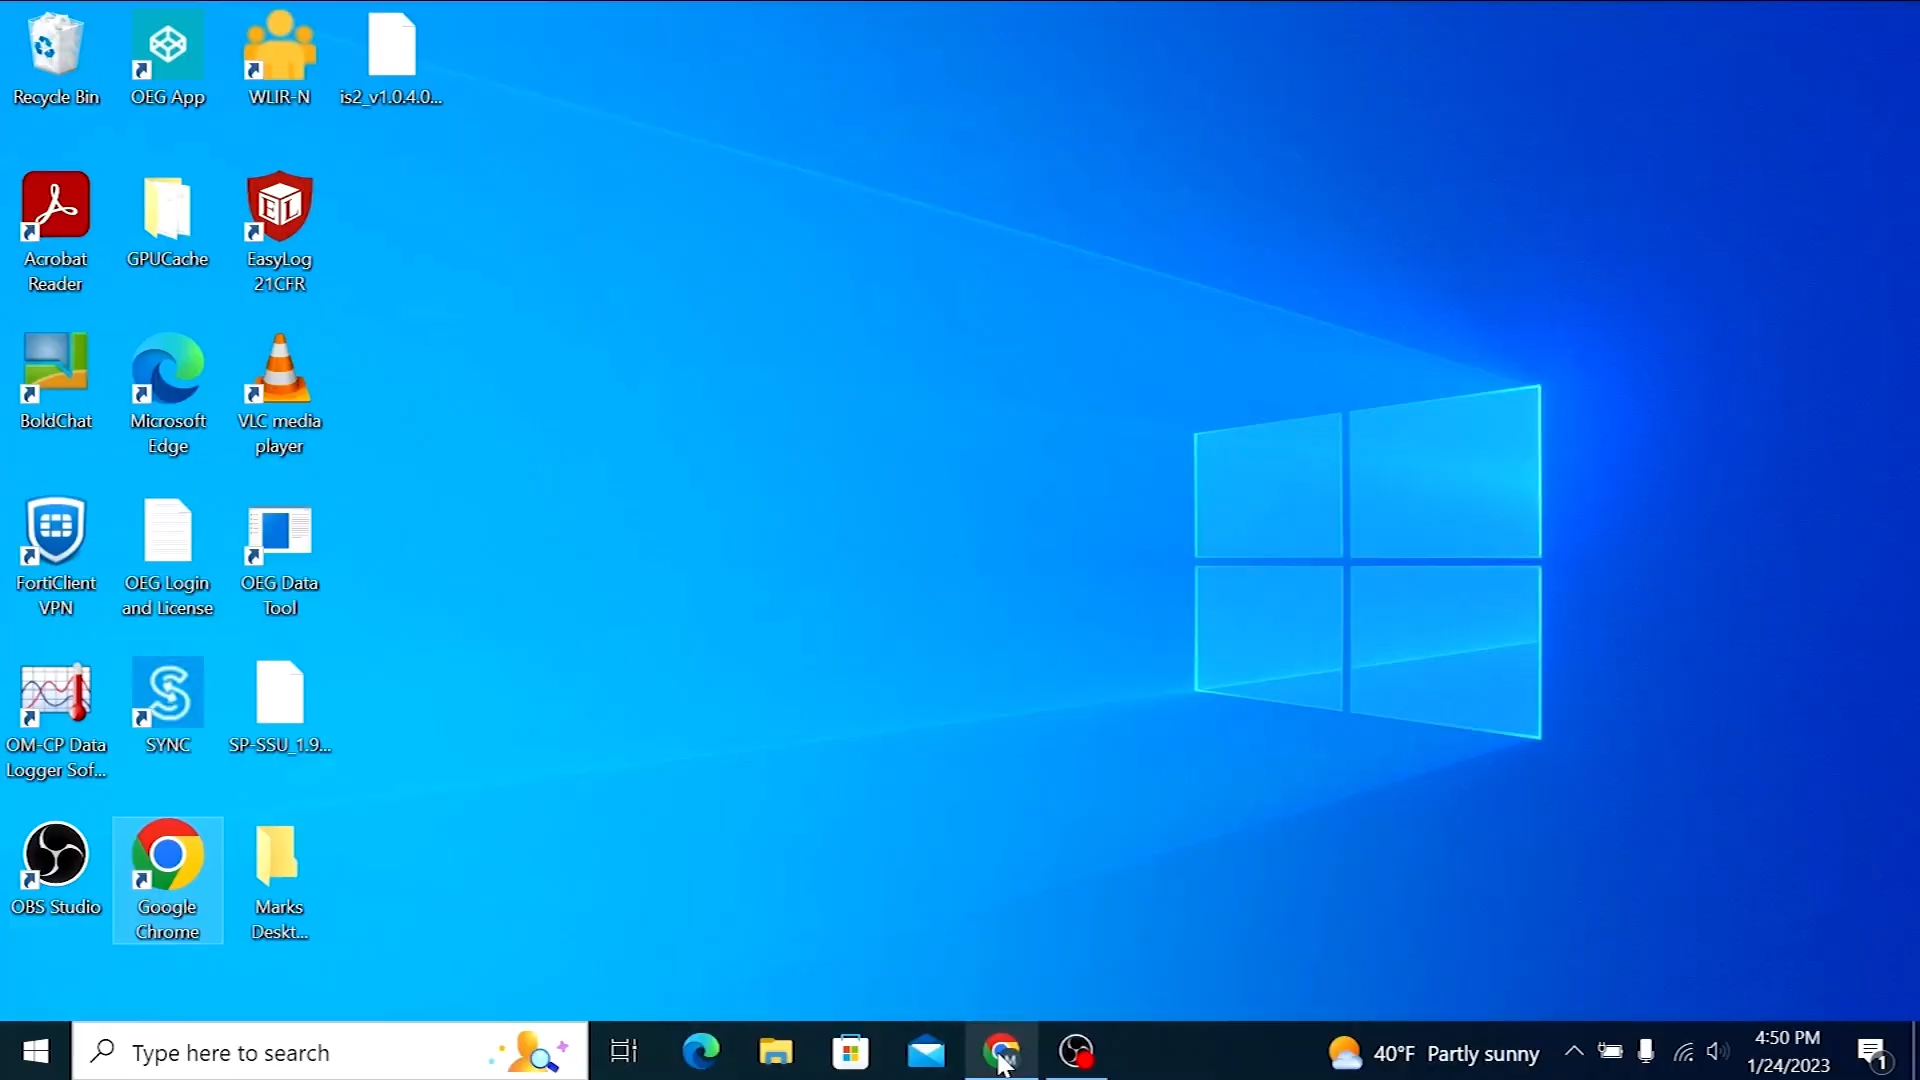 Recycle Bin
OEG App
WLIR-N
is2_v1.0.4.0...
Acrobat
Reader
GPUCache
EL
EasyLog
21CFR
BoldChat
Microsoft
Edge
VLC media
player
FortiClient
VPN
OEG Login
and License
OEG Data
Tool
OM-CP Data
Logger Sof...
SYNC
SP-SSU_1.9...
OBS Studio
Google
Chrome
Marks
Deskt...
Type here to search
M
40°F Partly sunny
4:50 PM
1/24/2023
1